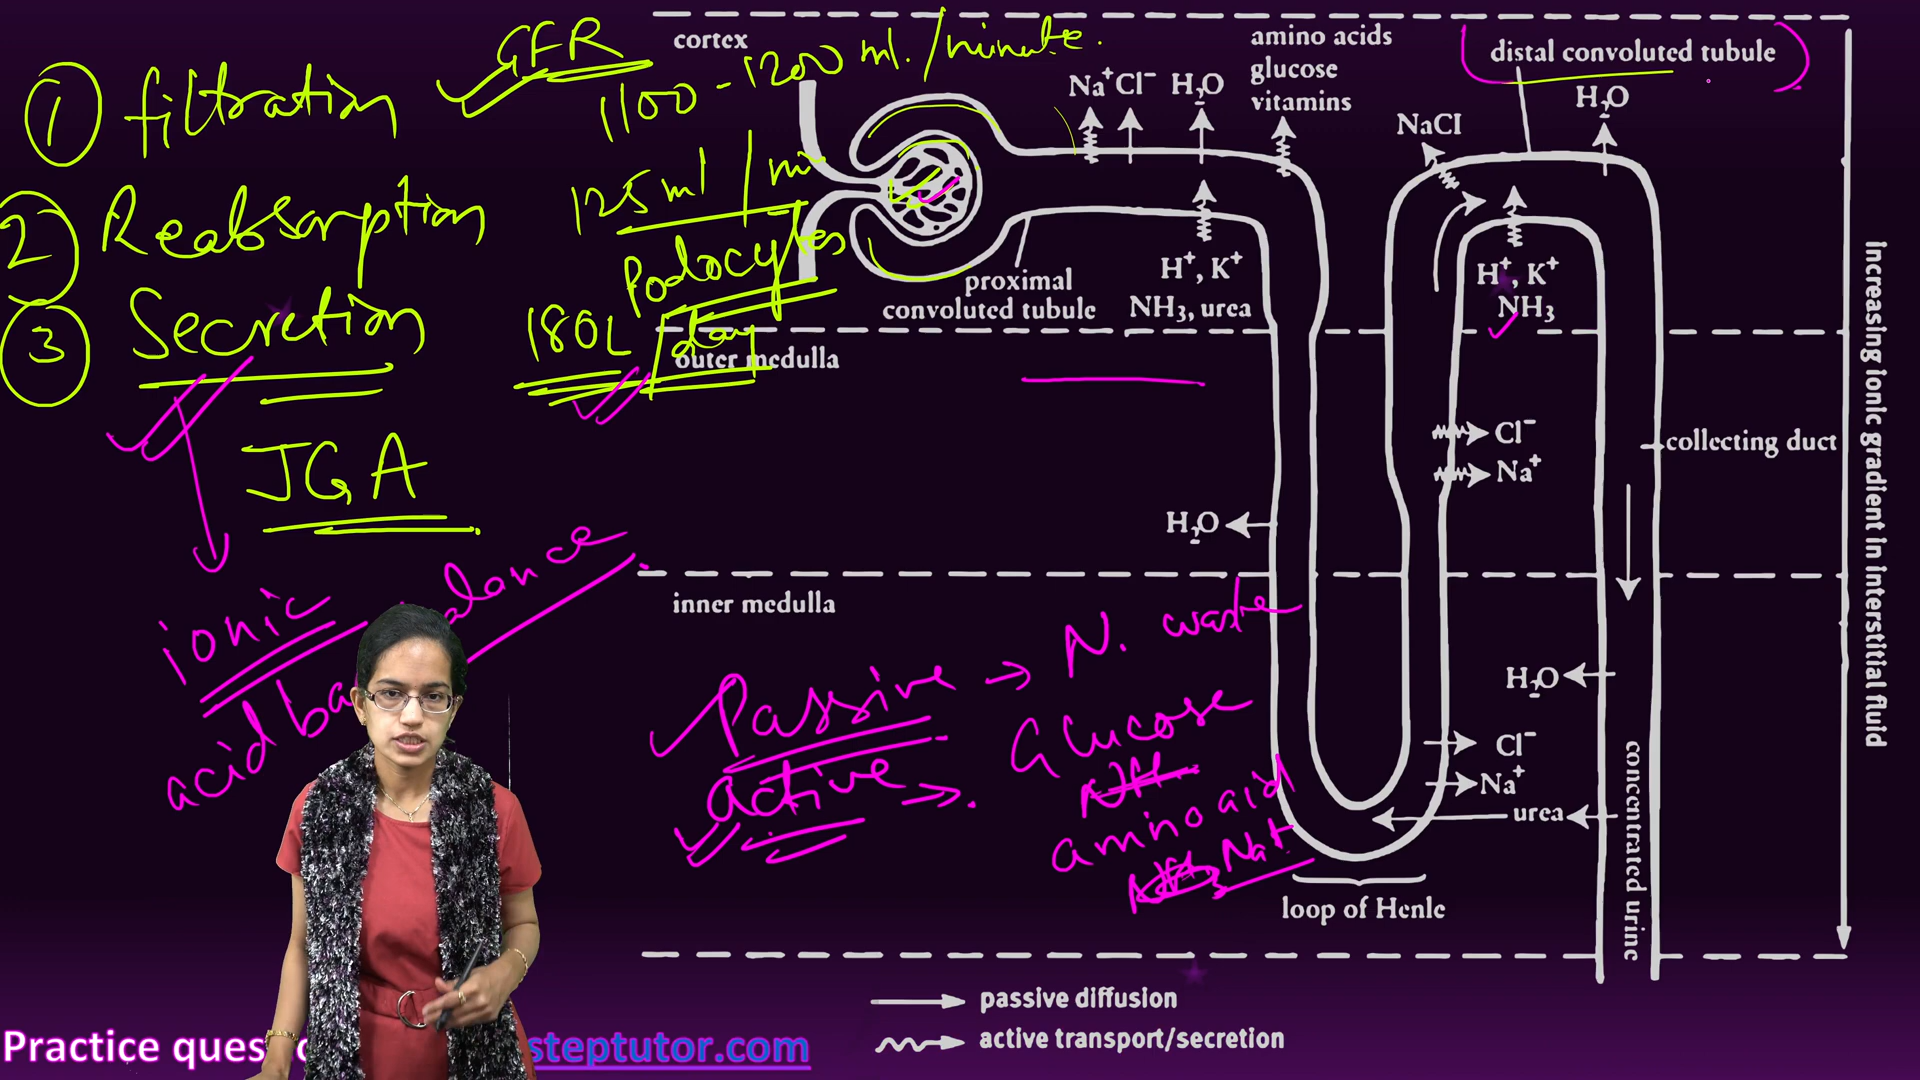 ① filtration
GFR
1100 - 1200 ml./minute.
② Reabsorption
125 ml / mi
Podocytes
③ Secretion
180L / day
JGA
ionic
acid ba alance
Passive → N. waste
active → Glucose
amino aid
Na+
cortex
Na+ Cl− H2O
amino acids
glucose
vitamins
distal convoluted tubule
H2O
NaCl
proximal
convoluted tubule
H+, K+
NH3, urea
H+, K+
NH3
outer medulla
Cl−
Na+
collecting duct
H2O
inner medulla
H2O
Cl−
Na+
urea
concentrated urine
loop of Henle
increasing ionic gradient in interstitial fluid
passive diffusion
active transport/secretion
Practice ques steptutor.com